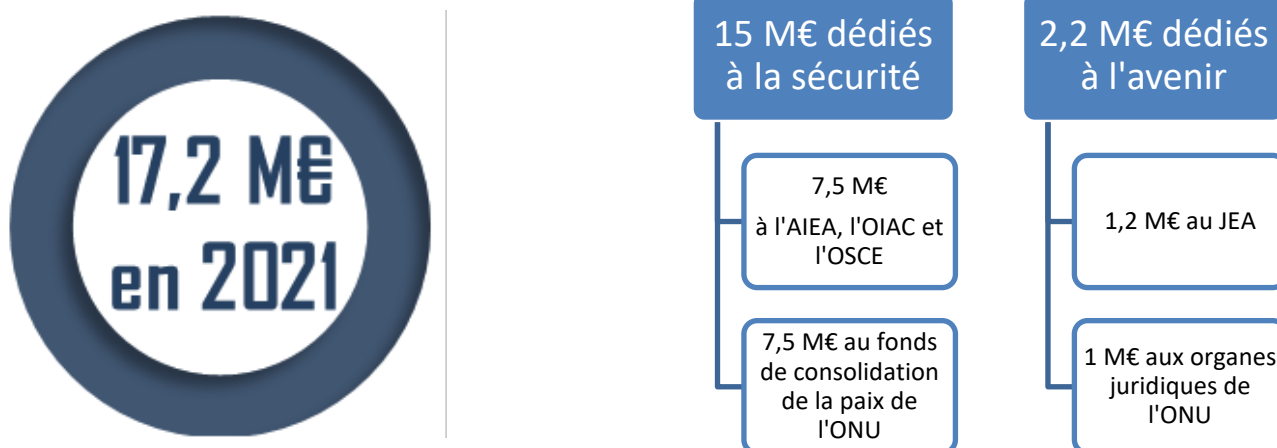 17,2 M€
en 2021
15 M€ dédiés
à la sécurité
7,5 M€
à l'AIEA, l'OIAC et
l'OSCE
7,5 M€ au fonds
de consolidation
de la paix de
l'ONU
2,2 M€ dédiés
à l'avenir
1,2 M€ au JEA
1 M€ aux organes
juridiques de
l'ONU